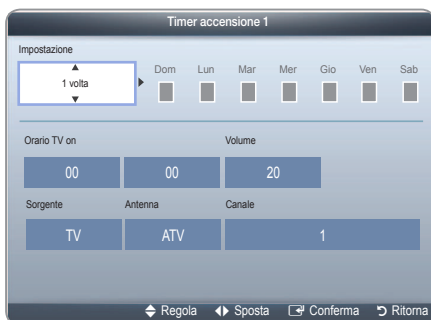 Timer accensione 1
Impostazione
1 volta
Dom Lun Mar Mer Gio Ven Sab
Orario TV on Volume
00 00 20
Sorgente Antenna Canale
TV ATV 1
Regola Sposta Conferma Ritorna